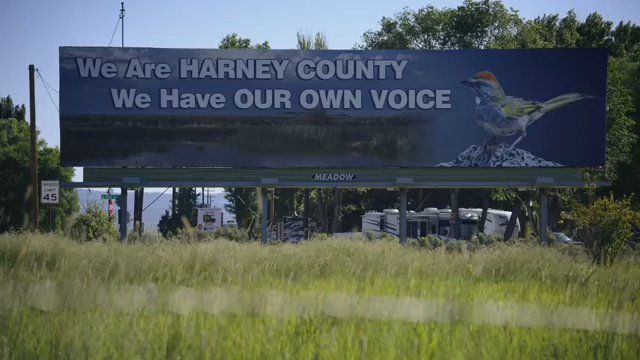 We Are HARNEY COUNTY
We Have OUR OWN VOICE
MEADOW
SPEED
LIMIT
45